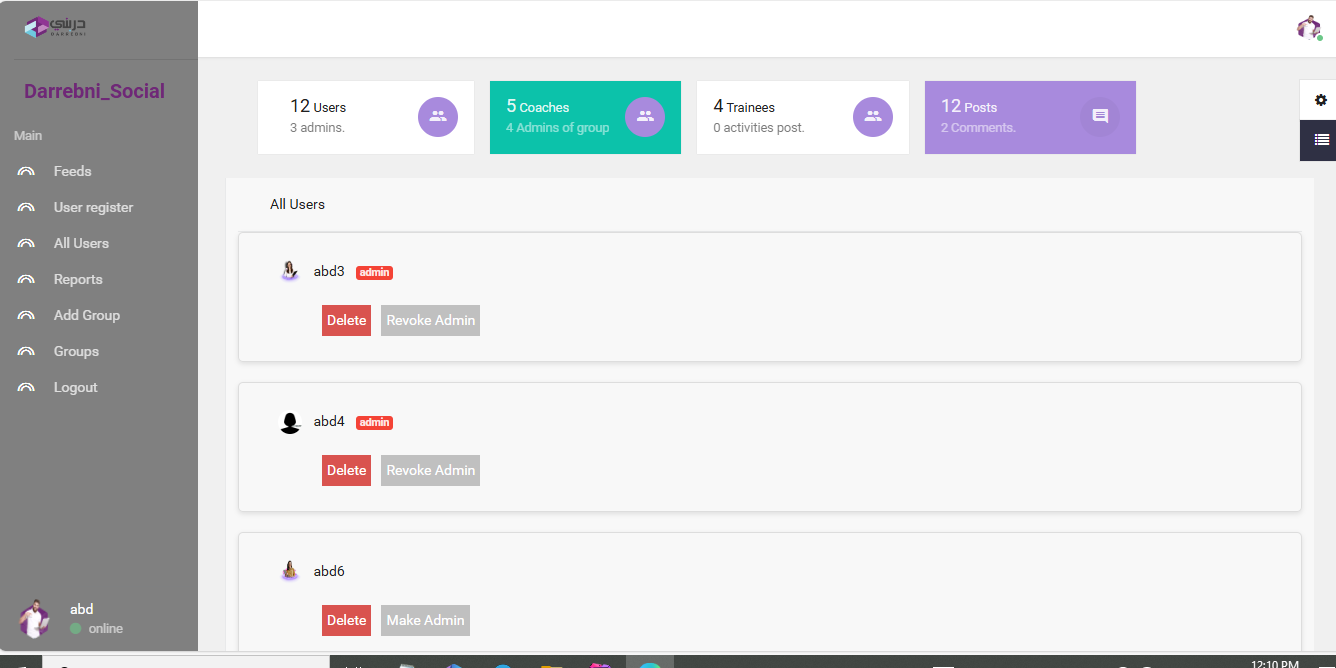 دربني
DARREBNI
Darrebni_Social
Main
Feeds
User register
All Users
Reports
Add Group
Groups
Logout
abd
online
12 Users
3 admins.
5 Coaches
4 Admins of group
4 Trainees
0 activities post.
12 Posts
2 Comments.
All Users
abd3 admin
Delete Revoke Admin
abd4 admin
Delete Revoke Admin
abd6
Delete Make Admin
12:10 PM